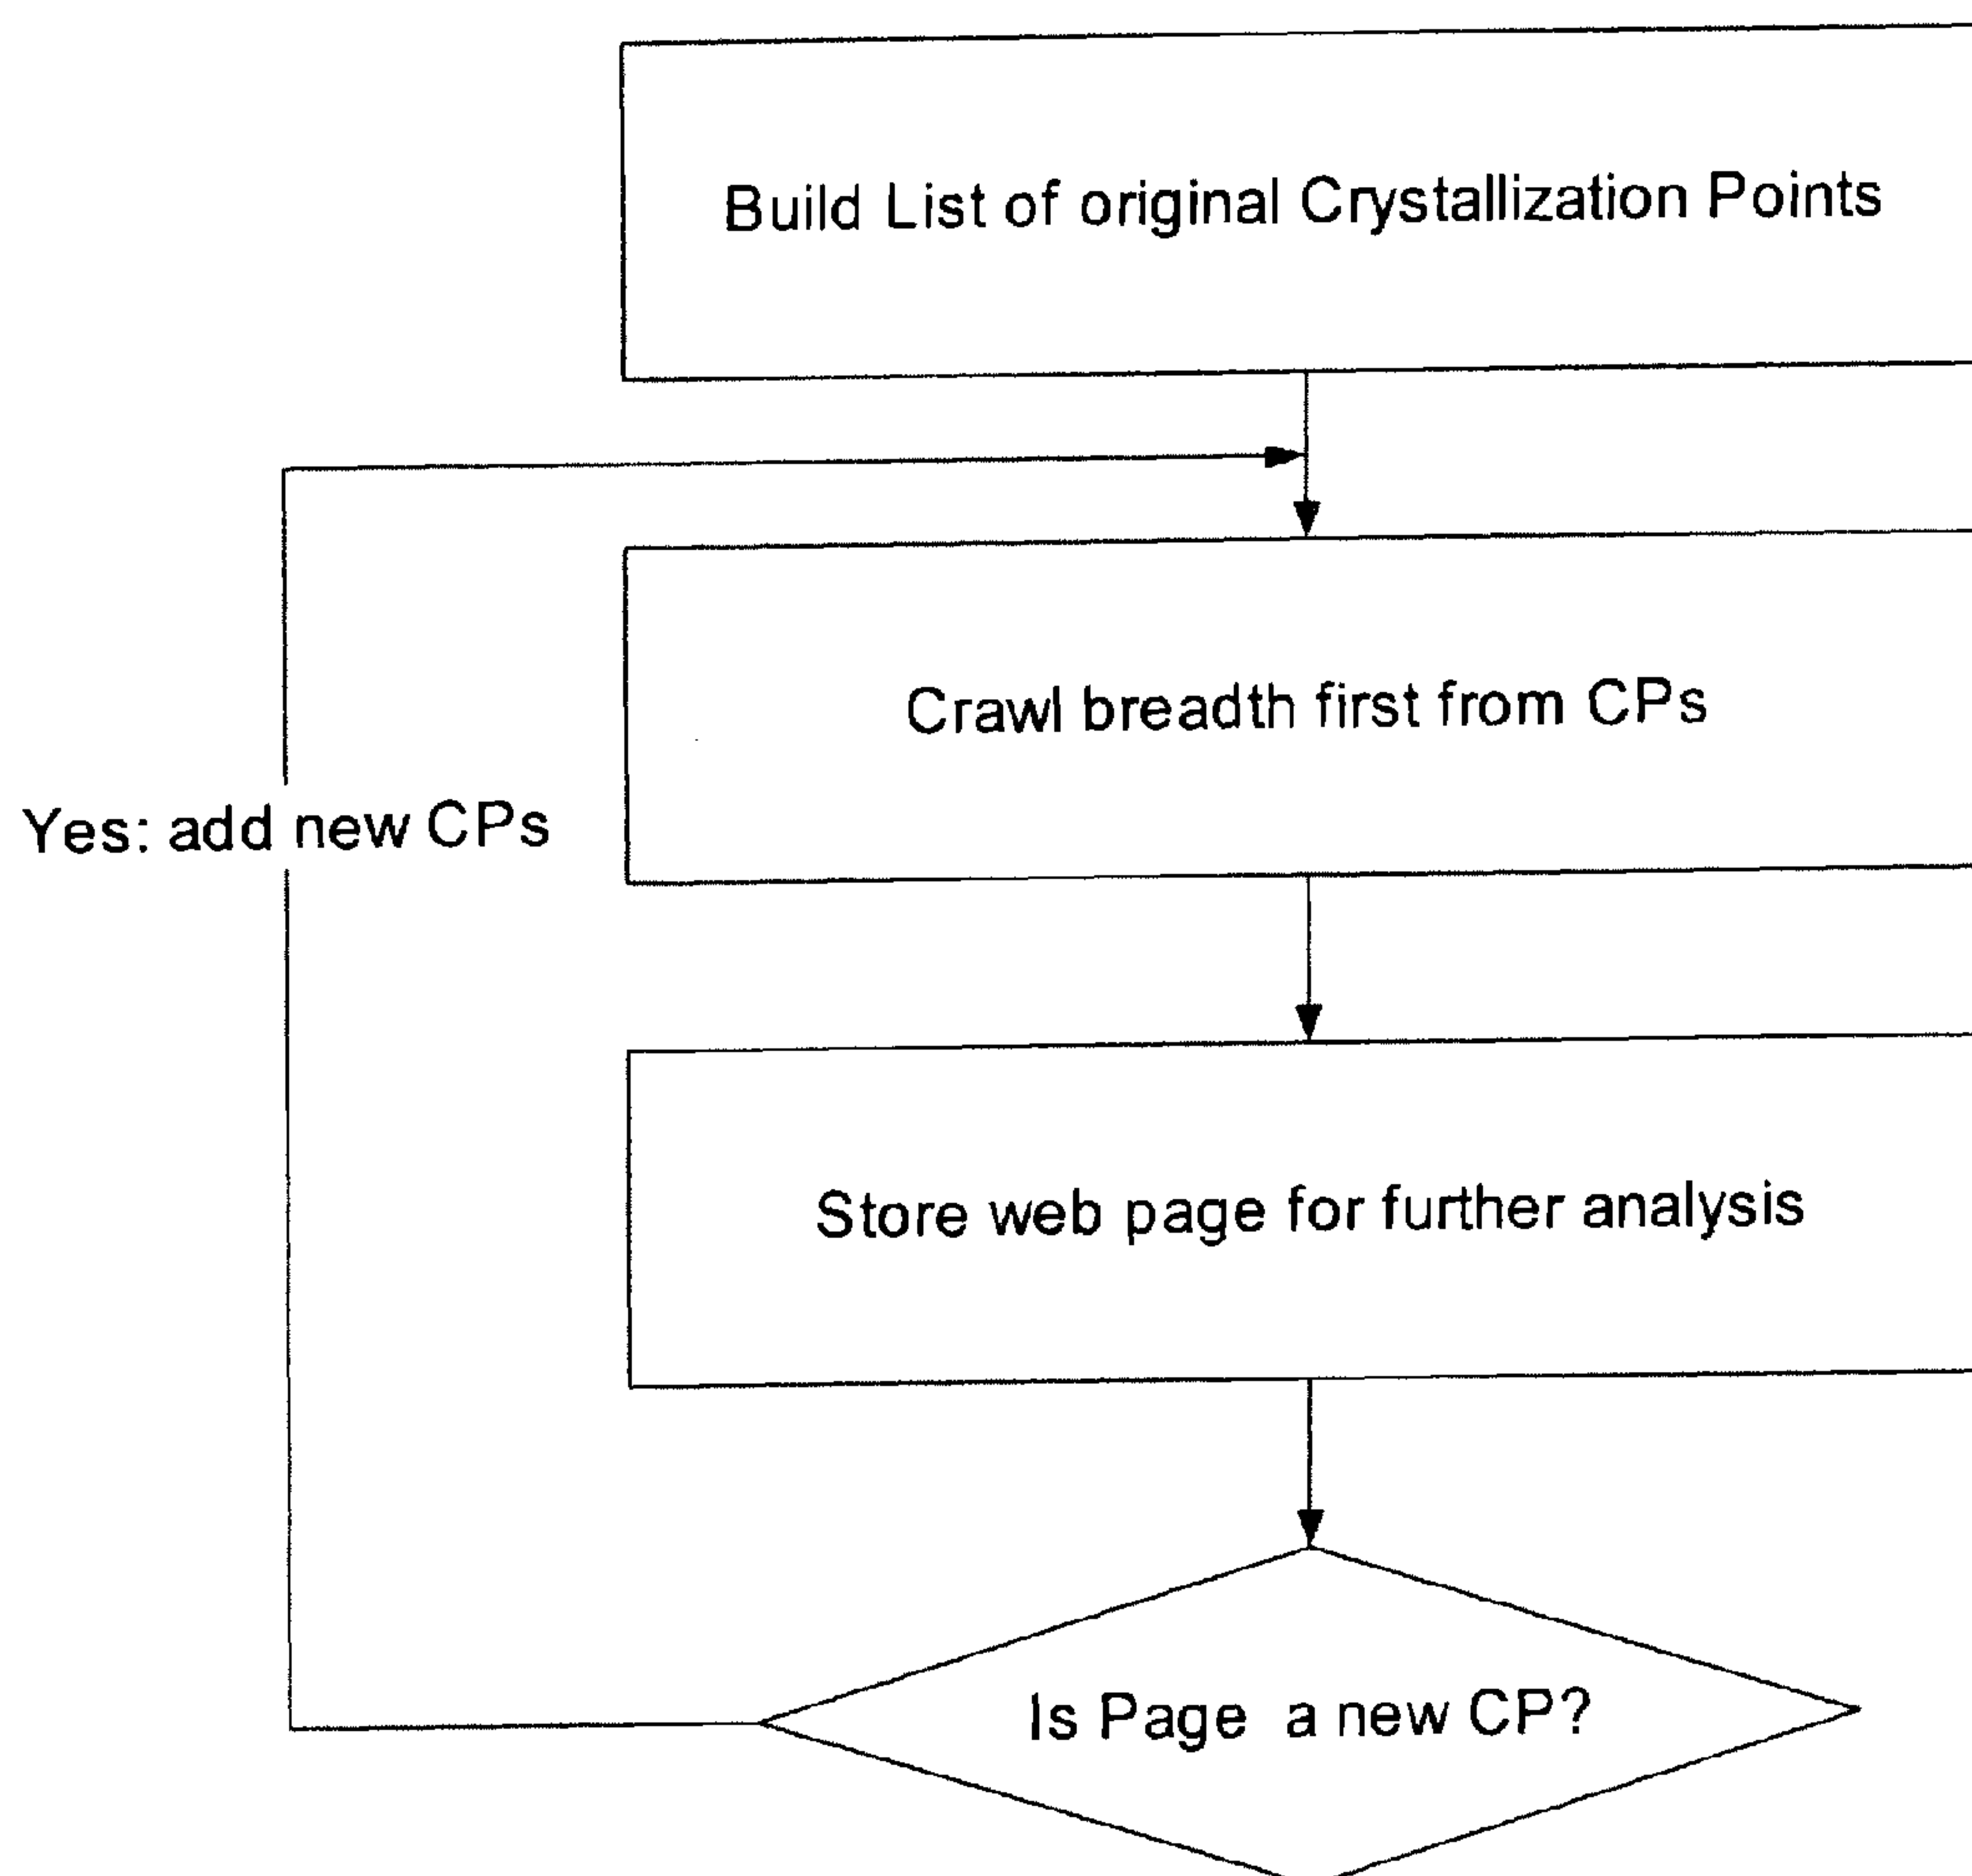 Build List of original Crystallization Points
Crawl breadth first from CPs
Yes: add new CPs
Store web page for further analysis
Is Page a new CP?